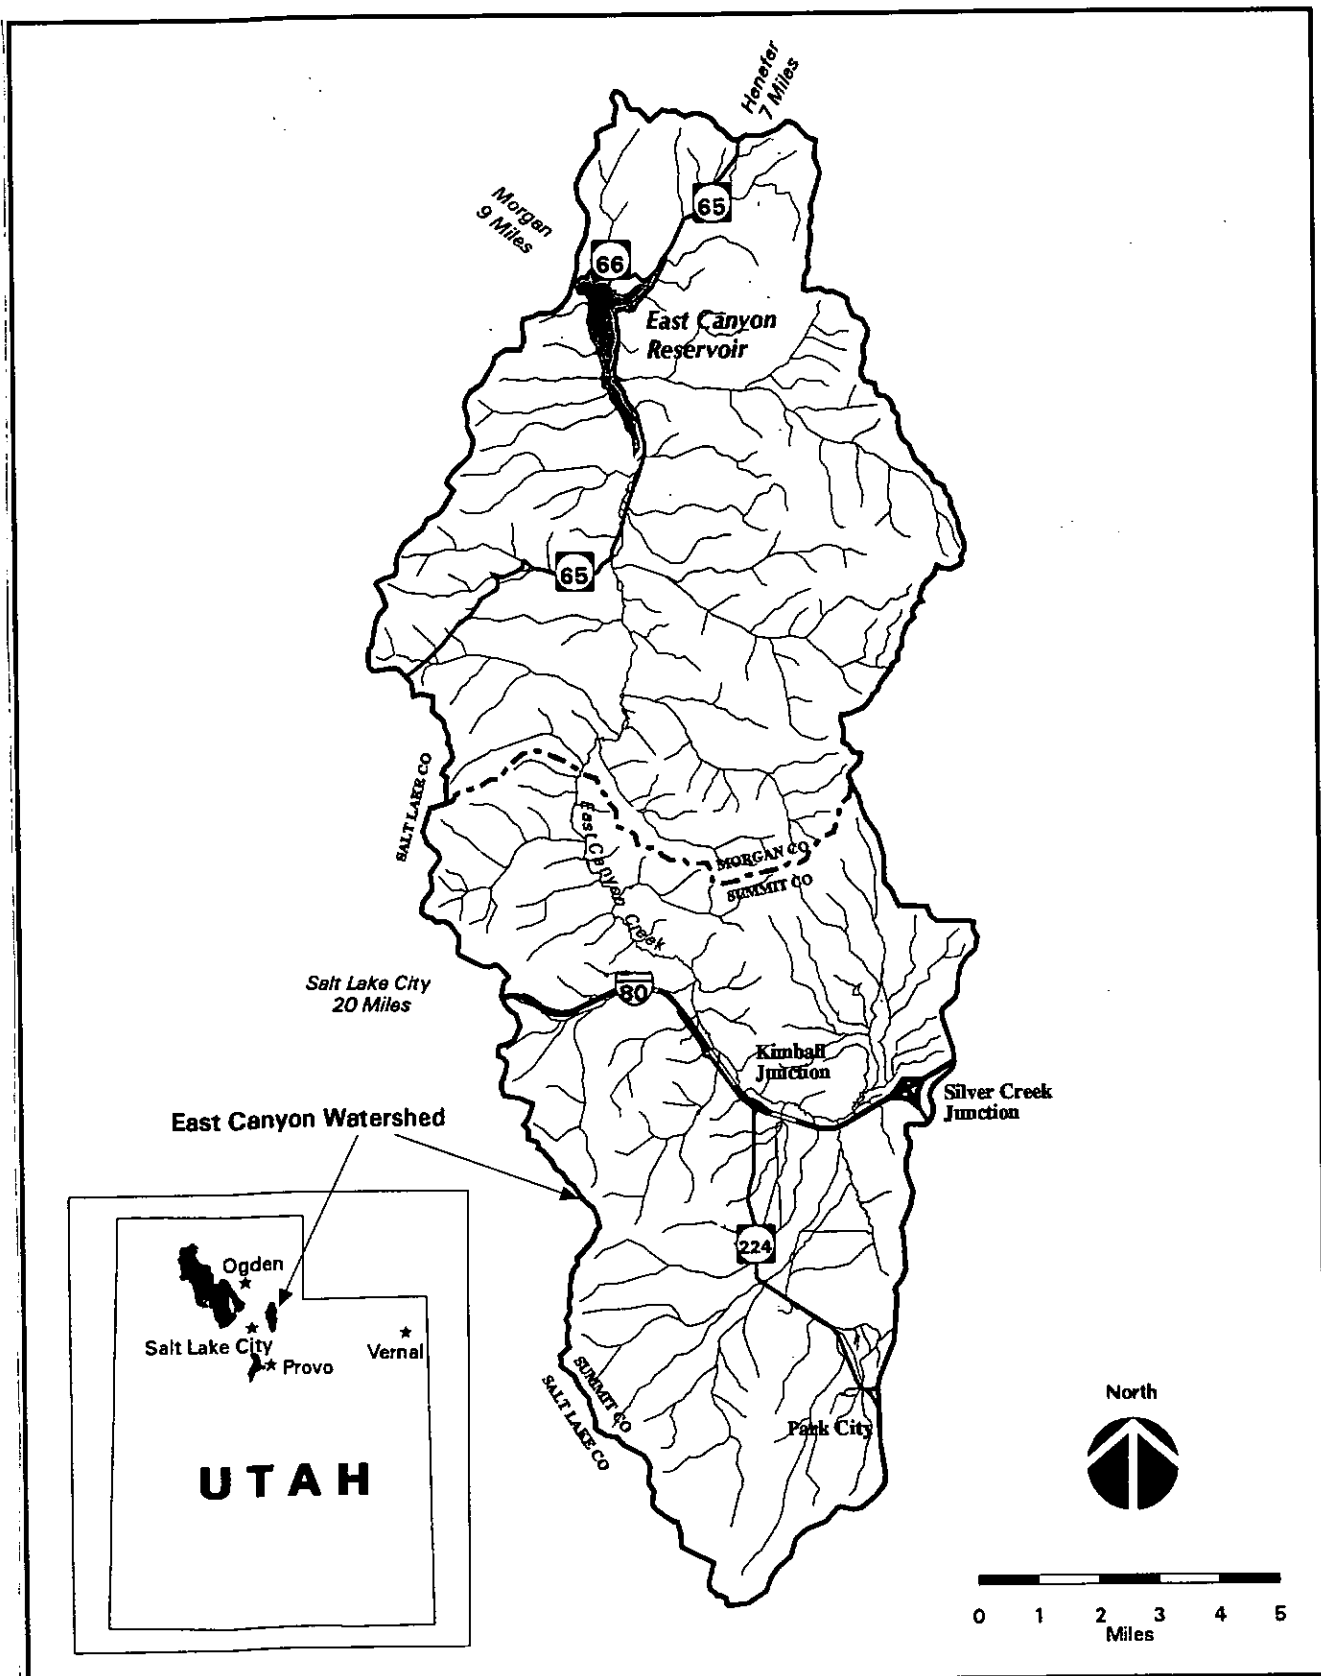 Henefer
7 Miles
65
Morgan
9 Miles
66
East Canyon
Reservoir
65
SALT LAKE CO
East Canyon Creek
MORGAN CO
SUMMIT CO
Salt Lake City
20 Miles
80
Kimball
Junction
Silver Creek
Junction
East Canyon Watershed
224
Ogden
Salt Lake City
Provo
Vernal
SUMMIT CO
SALT LAKE CO
Park City
UTAH
North
0 1 2 3 4 5
Miles